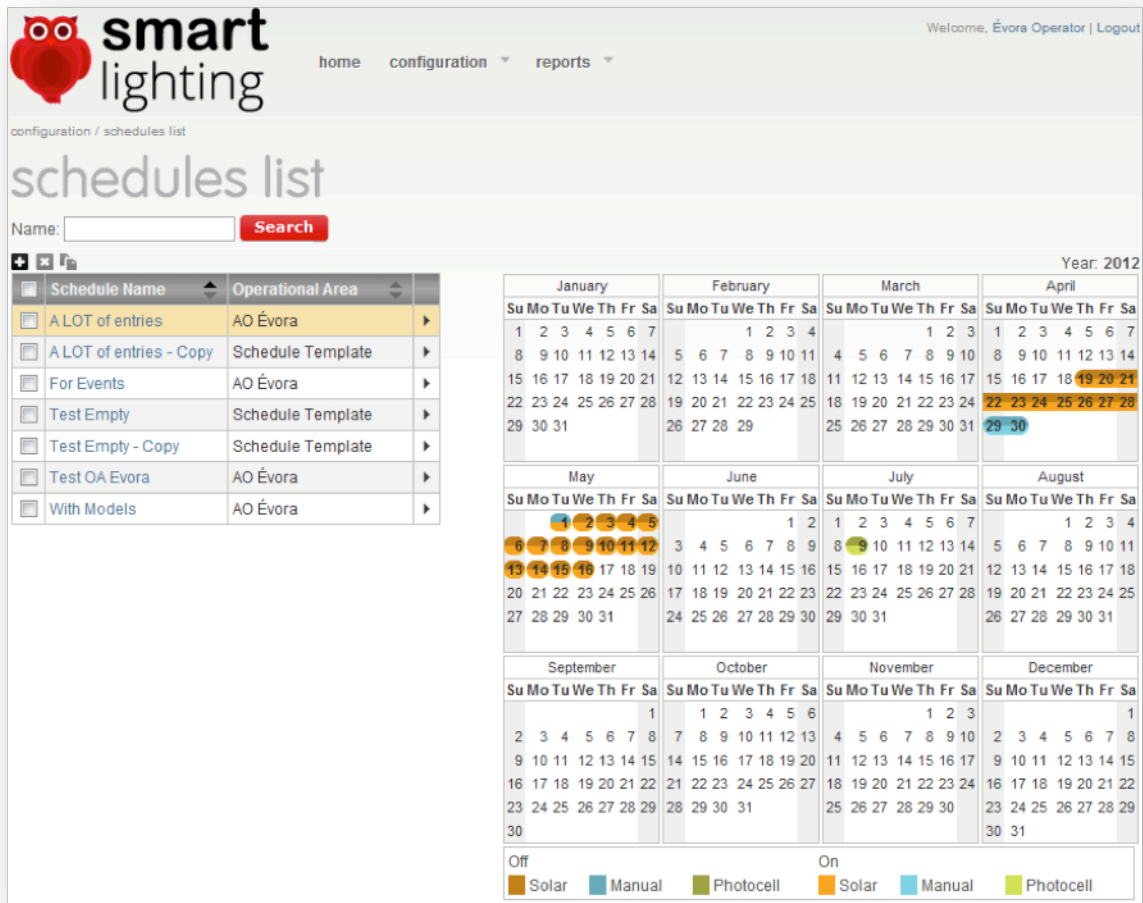 smart
lighting
Welcome, Évora Operator | Logout
home configuration reports
configuration / schedules list
schedules list
Name: Search
Year: 2012
Schedule Name Operational Area
A LOT of entries AO Évora
A LOT of entries - Copy Schedule Template
For Events AO Évora
Test Empty Schedule Template
Test Empty - Copy Schedule Template
Test OA Evora AO Évora
With Models AO Évora
January February March April
Su Mo Tu We Th Fr Sa Su Mo Tu We Th Fr Sa Su Mo Tu We Th Fr Sa Su Mo Tu We Th Fr Sa
1 2 3 4 5 6 7 1 2 3 4 1 2 3 1 2 3 4 5 6 7
8 9 10 11 12 13 14 5 6 7 8 9 10 11 4 5 6 7 8 9 10 8 9 10 11 12 13 14
15 16 17 18 19 20 21 12 13 14 15 16 17 18 11 12 13 14 15 16 17 15 16 17 18 19 20 21
22 23 24 25 26 27 28 19 20 21 22 23 24 25 18 19 20 21 22 23 24 22 23 24 25 26 27 28
29 30 31 26 27 28 29 25 26 27 28 29 30 31 29 30
May June July August
Su Mo Tu We Th Fr Sa Su Mo Tu We Th Fr Sa Su Mo Tu We Th Fr Sa Su Mo Tu We Th Fr Sa
1 2 3 4 5 1 2 1 2 3 4 5 6 7 1 2 3 4
6 7 8 9 10 11 12 3 4 5 6 7 8 9 8 9 10 11 12 13 14 5 6 7 8 9 10 11
13 14 15 16 17 18 19 10 11 12 13 14 15 16 15 16 17 18 19 20 21 12 13 14 15 16 17 18
20 21 22 23 24 25 26 17 18 19 20 21 22 23 22 23 24 25 26 27 28 19 20 21 22 23 24 25
27 28 29 30 31 24 25 26 27 28 29 30 29 30 31 26 27 28 29 30 31
September October November December
Su Mo Tu We Th Fr Sa Su Mo Tu We Th Fr Sa Su Mo Tu We Th Fr Sa Su Mo Tu We Th Fr Sa
1 1 2 3 4 5 6 1 2 3 1
2 3 4 5 6 7 8 7 8 9 10 11 12 13 4 5 6 7 8 9 10 2 3 4 5 6 7 8
9 10 11 12 13 14 15 14 15 16 17 18 19 20 11 12 13 14 15 16 17 9 10 11 12 13 14 15
16 17 18 19 20 21 22 21 22 23 24 25 26 27 18 19 20 21 22 23 24 16 17 18 19 20 21 22
23 24 25 26 27 28 29 28 29 30 31 25 26 27 28 29 30 23 24 25 26 27 28 29
30 30 31
Off On
Solar Manual Photocell Solar Manual Photocell